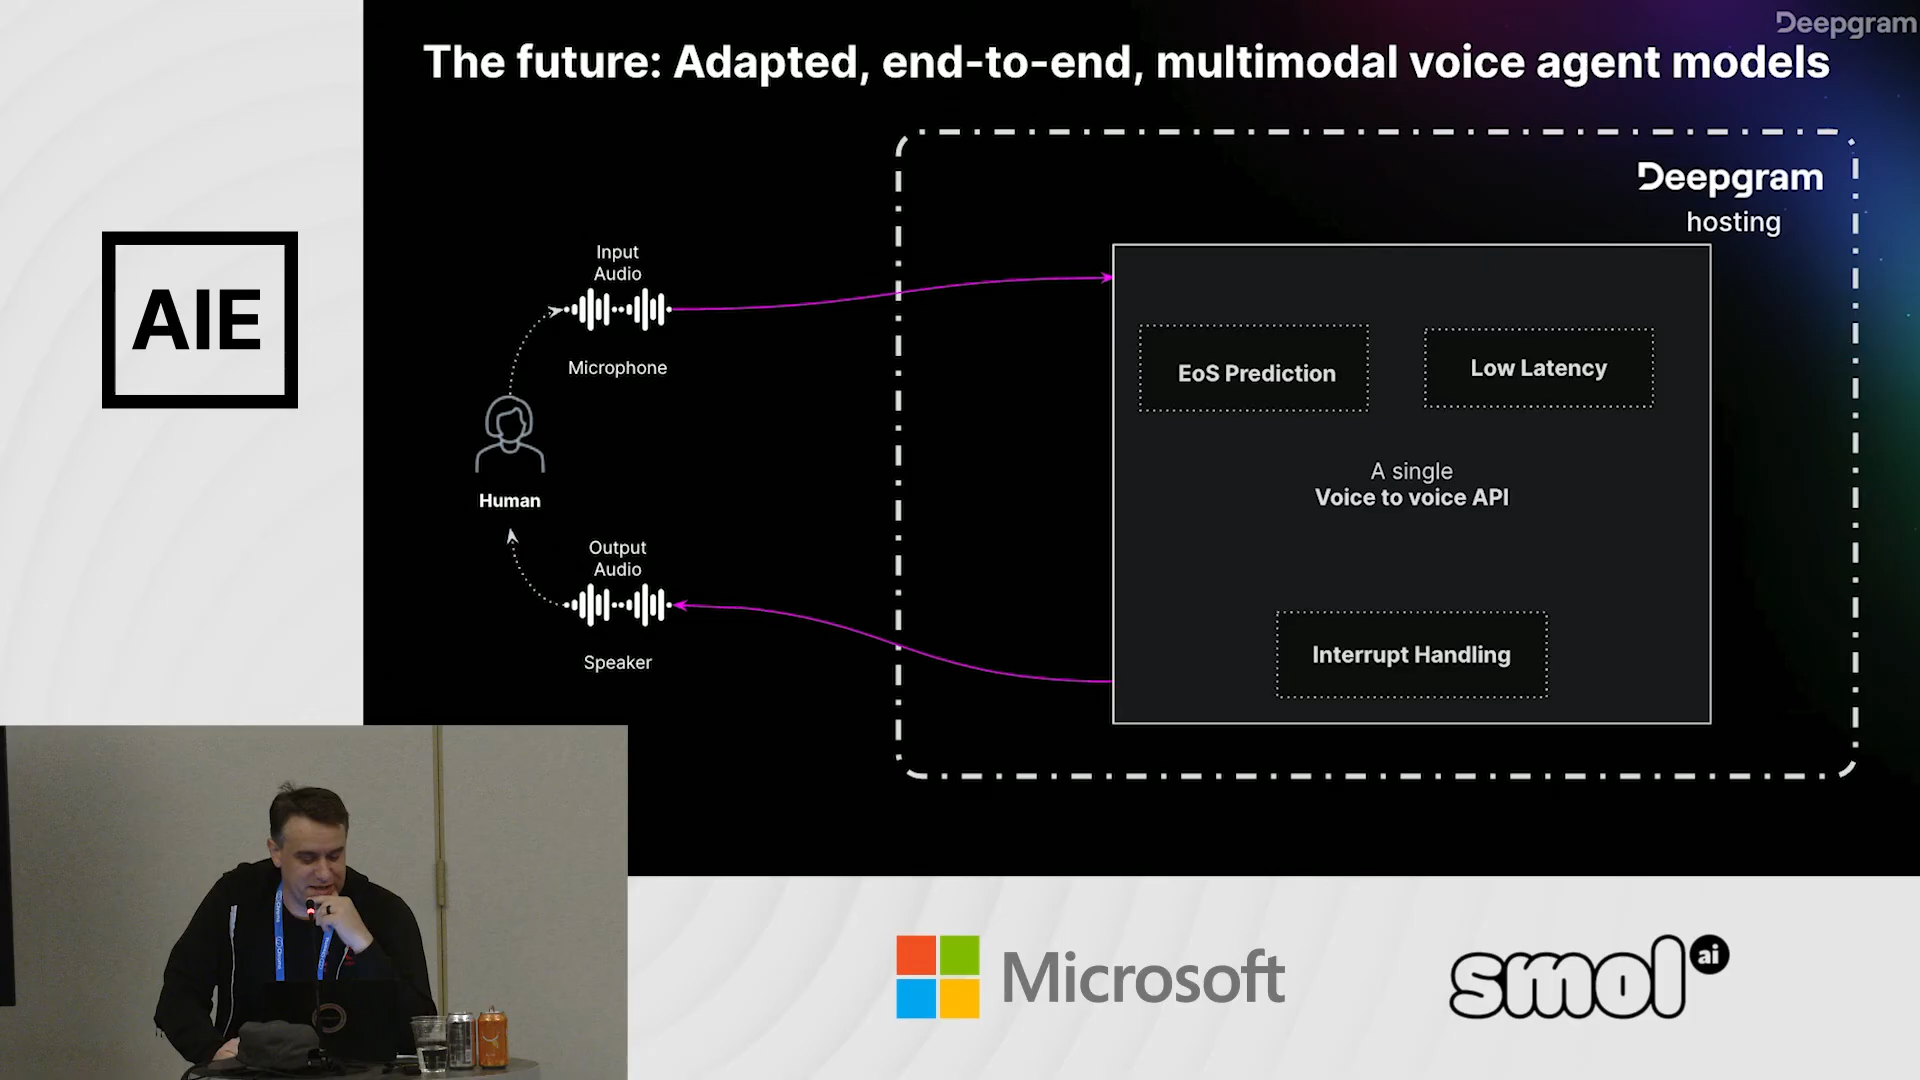 Deepgram
The future: Adapted, end-to-end, multimodal voice agent models
Deepgram
hosting
AIE
Input
Audio
Microphone
EoS Prediction
Low Latency
A single
Voice to voice API
Human
Output
Audio
Speaker
Interrupt Handling
Microsoft
smol ai